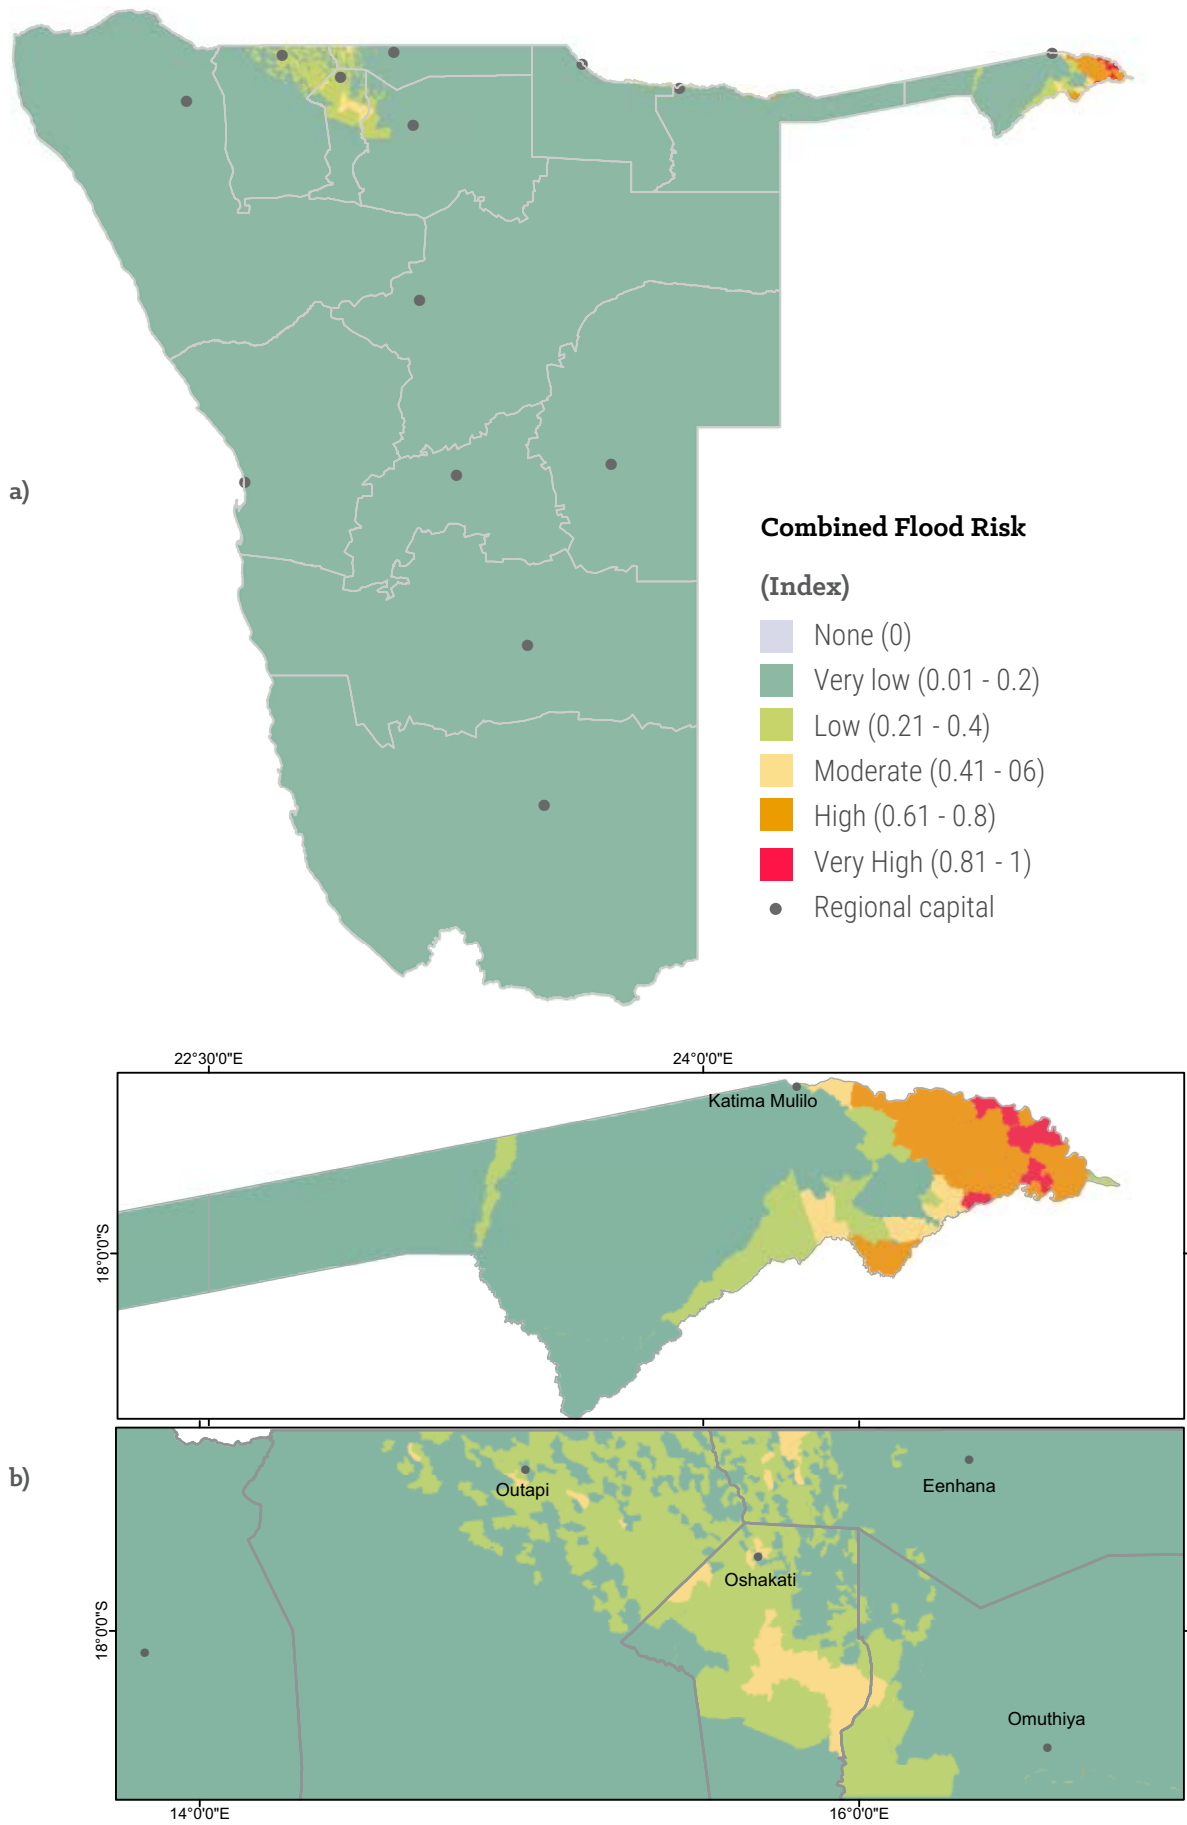 a)
Combined Flood Risk
(Index)
None (0)
Very low (0.01 - 0.2)
Low (0.21 - 0.4)
Moderate (0.41 - 06)
High (0.61 - 0.8)
Very High (0.81 - 1)
Regional capital
22°30'0"E
24°0'0"E
Katima Mulilo
18°0'0"S
b)
Outapi
Eenhana
Oshakati
18°0'0"S
Omuthiya
14°0'0"E
16°0'0"E